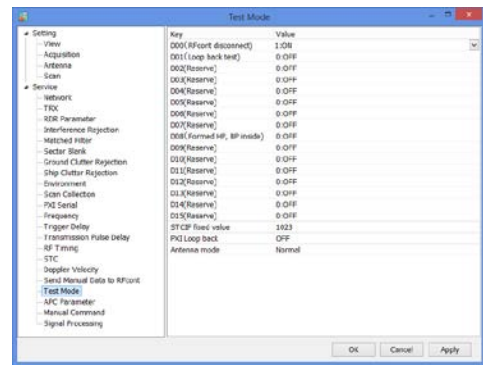 Test Mode
Setting
View
Acquisition
Antenna
Scan
Service
Network
TRX
RDR Parameter
Interference Rejection
Matched Filter
Sector Blank
Ground Clutter Rejection
Ship Clutter Rejection
Environment
Scan Collection
PXI Serial
Frequency
Trigger Delay
Transmission Pulse Delay
RF Timing
STC
Doppler Velocity
Send Manual Data to RFcont
Test Mode
APC Parameter
Manual Command
Signal Processing
Key Value
D00(RFcont disconnect) 1:ON
D01(Loop back test) 0:OFF
D02(Reserve) 0:OFF
D03(Reserve) 0:OFF
D04(Reserve) 0:OFF
D05(Reserve) 0:OFF
D06(Reserve) 0:OFF
D07(Reserve) 0:OFF
D08(Formed HP, BP inside) 0:OFF
D09(Reserve) 0:OFF
D10(Reserve) 0:OFF
D11(Reserve) 0:OFF
D12(Reserve) 0:OFF
D13(Reserve) 0:OFF
D14(Reserve) 0:OFF
D15(Reserve) 0:OFF
STCIF fixed value 1023
PXI Loop back OFF
Antenna mode Normal
OK Cancel Apply